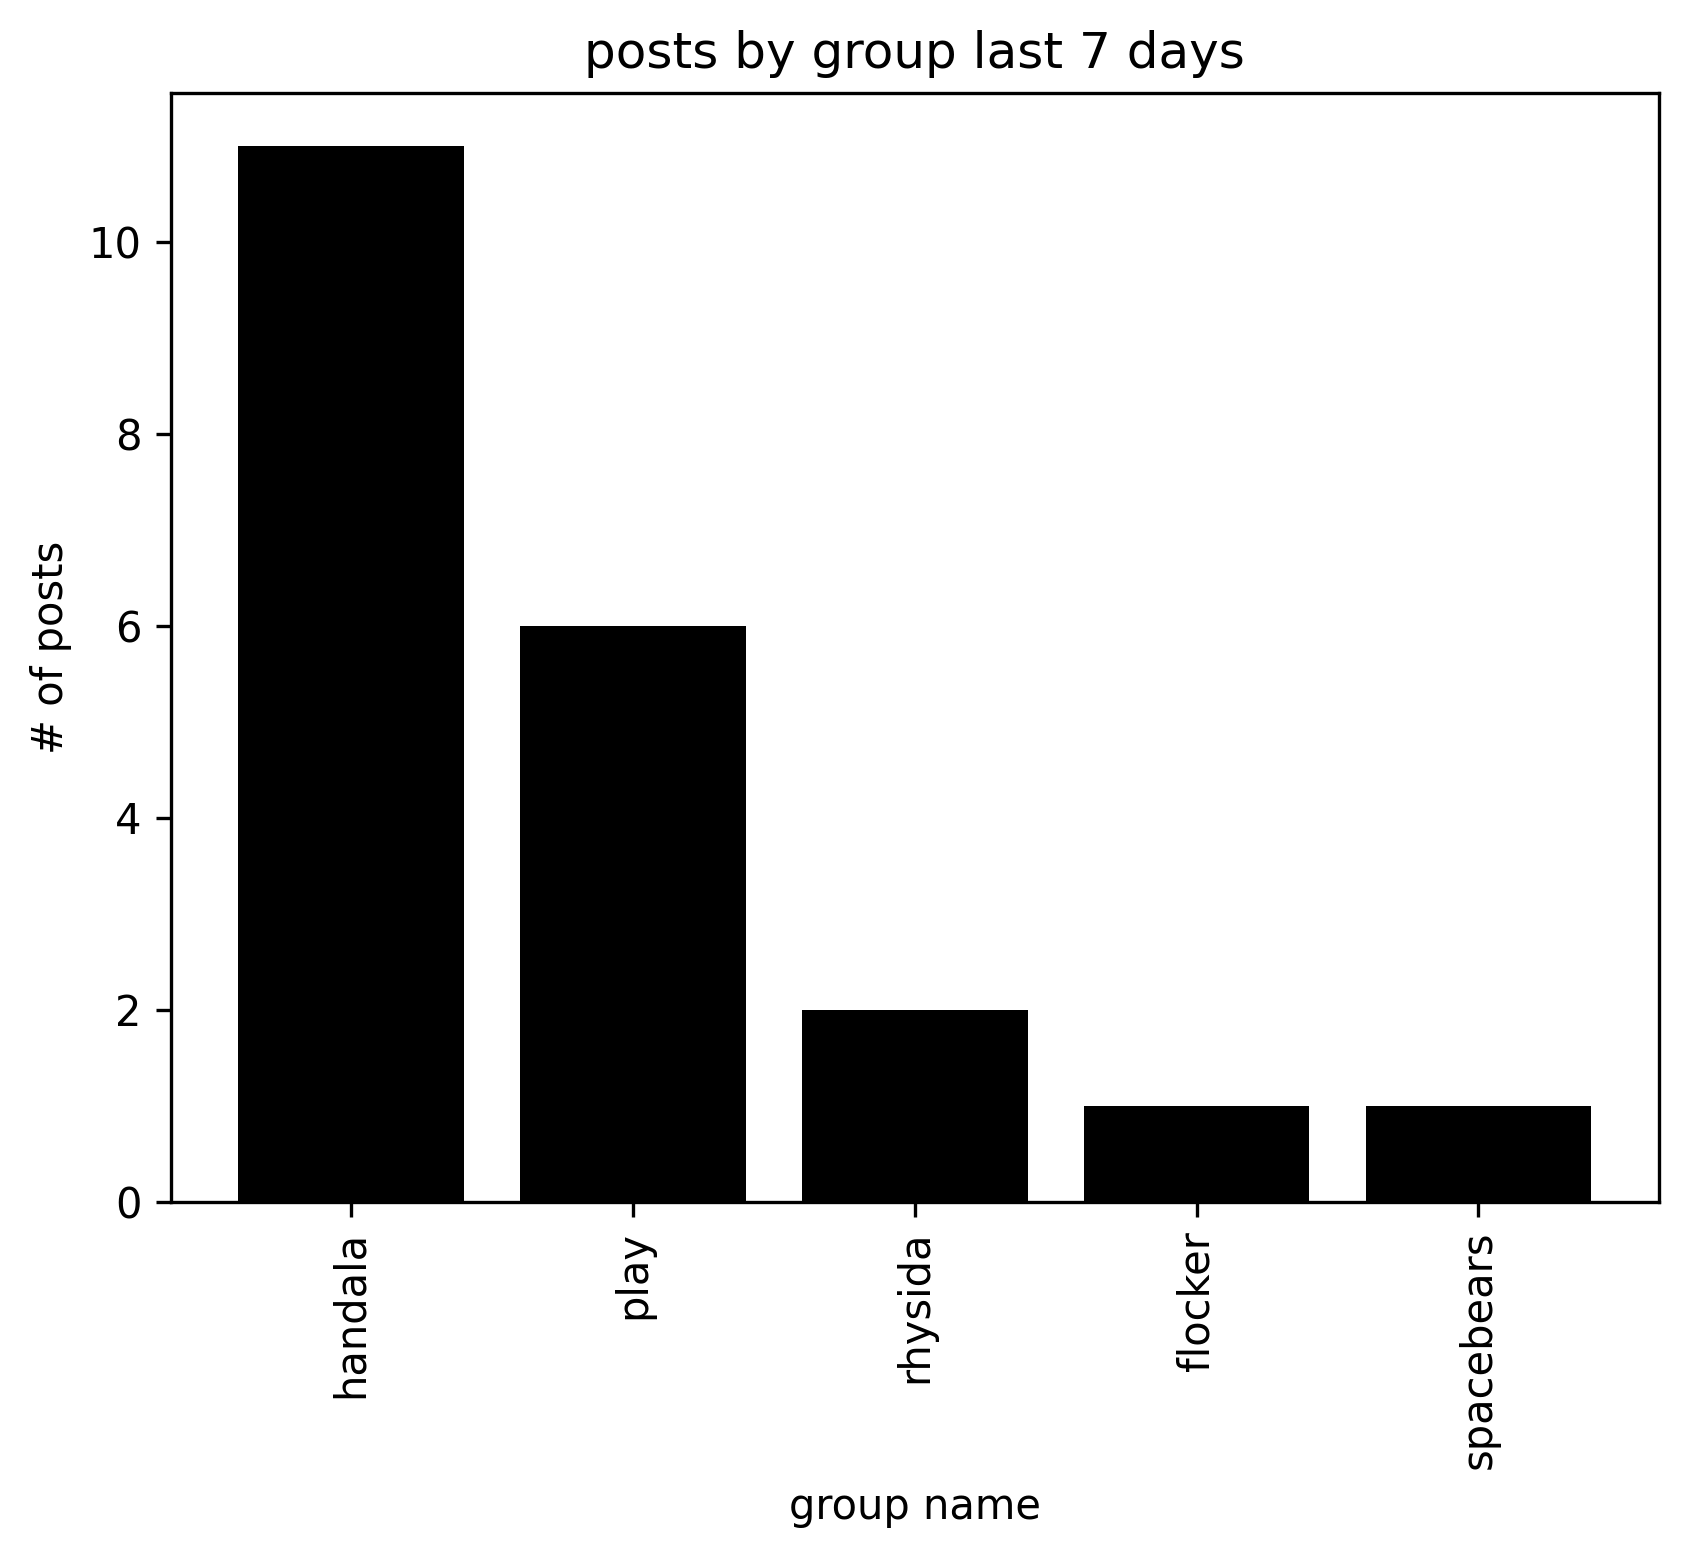 posts by group last 7 days
10
8
6
4
2
0
# of posts
handala
play
rhysida
flocker
spacebears
group name